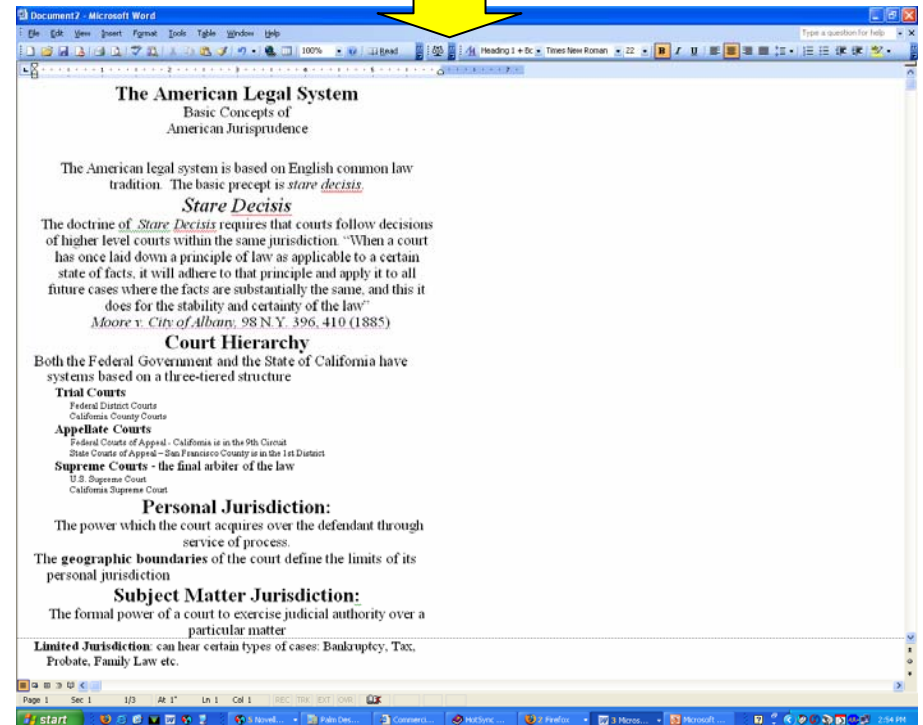 Document2 - Microsoft Word
File Edit View Insert Format Tools Table Window Help Type a question for help
100% Read Heading 1 + Bc Times New Roman 22 B I U
The American Legal System
Basic Concepts of
American Jurisprudence
The American legal system is based on English common law
tradition. The basic precept is stare decisis.
Stare Decisis
The doctrine of Stare Decisis requires that courts follow decisions
of higher level courts within the same jurisdiction. “When a court
has once laid down a principle of law as applicable to a certain
state of facts, it will adhere to that principle and apply it to all
future cases where the facts are substantially the same, and this it
does for the stability and certainty of the law”
Moore v. City of Albany, 98 N.Y. 396, 410 (1885)
Court Hierarchy
Both the Federal Government and the State of California have
systems based on a three-tiered structure
Trial Courts
Federal District Courts
California County Courts
Appellate Courts
Federal Courts of Appeal - California is in the 9th Circuit
State Courts of Appeal – San Francisco County is in the 1st District
Supreme Courts - the final arbiter of the law
U.S. Supreme Court
California Supreme Court
Personal Jurisdiction:
The power which the court acquires over the defendant through
service of process.
The geographic boundaries of the court define the limits of its
personal jurisdiction
Subject Matter Jurisdiction:
The formal power of a court to exercise judicial authority over a
particular matter
Limited Jurisdiction: can hear certain types of cases: Bankruptcy, Tax,
Probate, Family Law etc.
Page 1 Sec 1 1/3 At 1" Ln 1 Col 1 REC TRK EXT OVR
start 5 Novell... Palm Des... Commerci... HotSync ... 2 Firefox 3 Micros... Microsoft ... 2:54 PM